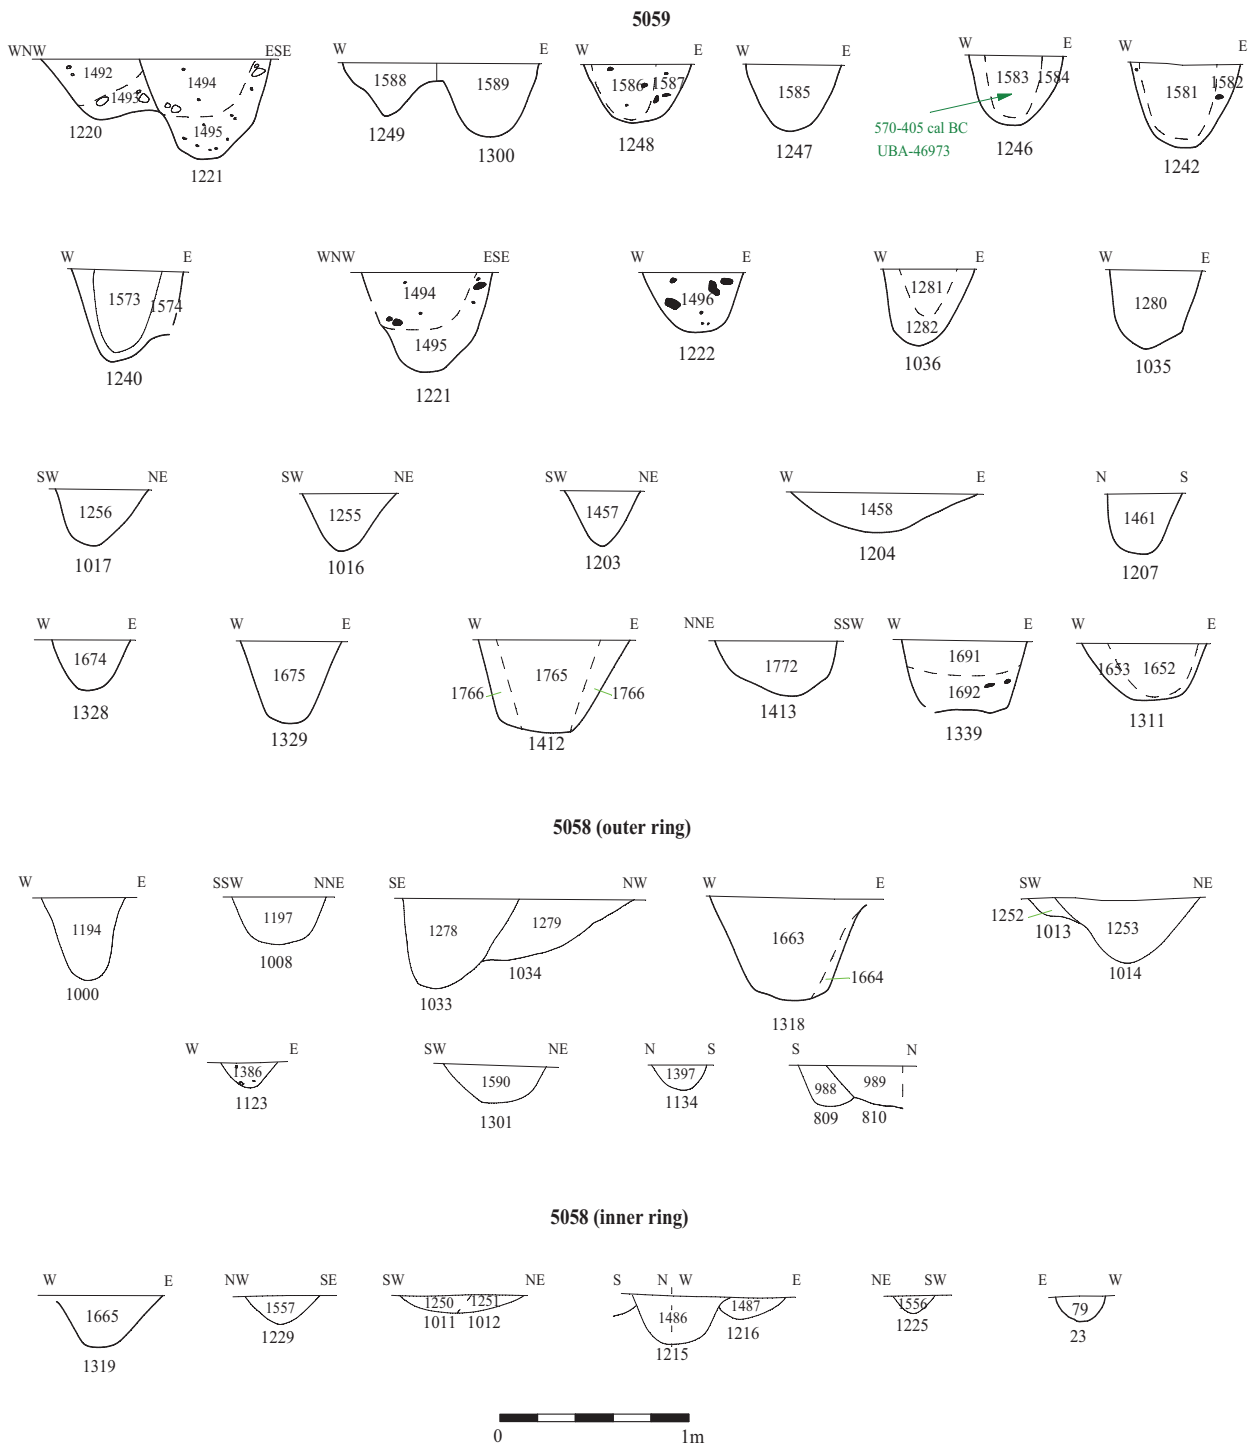 5059
WNW ESE W E W E W E W E W E
1492 1494 1588 1589 1586 1587 1585 1583 1584 1581 1582
1493 1495
570-405 cal BC
UBA-46973
1220 1221 1249 1300 1248 1247 1246 1242
W E WNW ESE W E W E W E
1573 1574 1494 1496 1281 1280
1495 1282
1240 1221 1222 1036 1035
SW NE SW NE SW NE W E N S
1256 1255 1457 1458 1461
1017 1016 1203 1204 1207
W E W E W E NNE SSW W E W E
1674 1675 1766 1765 1766 1772 1691 1692 1653 1652
1328 1329 1412 1413 1339 1311
5058 (outer ring)
W E SSW NNE SE NW W E SW NE
1194 1197 1278 1279 1663 1664 1252 1253
1000 1008 1033 1034 1318 1013 1014
W E SW NE N S S N
1386 1590 1397 988 989
1123 1301 1134 809 810
5058 (inner ring)
W E NW SE SW NE S N W E NE SW E W
1665 1557 1250 1251 1486 1487 1556 79
1319 1229 1011 1012 1215 1216 1225 23
0 1m